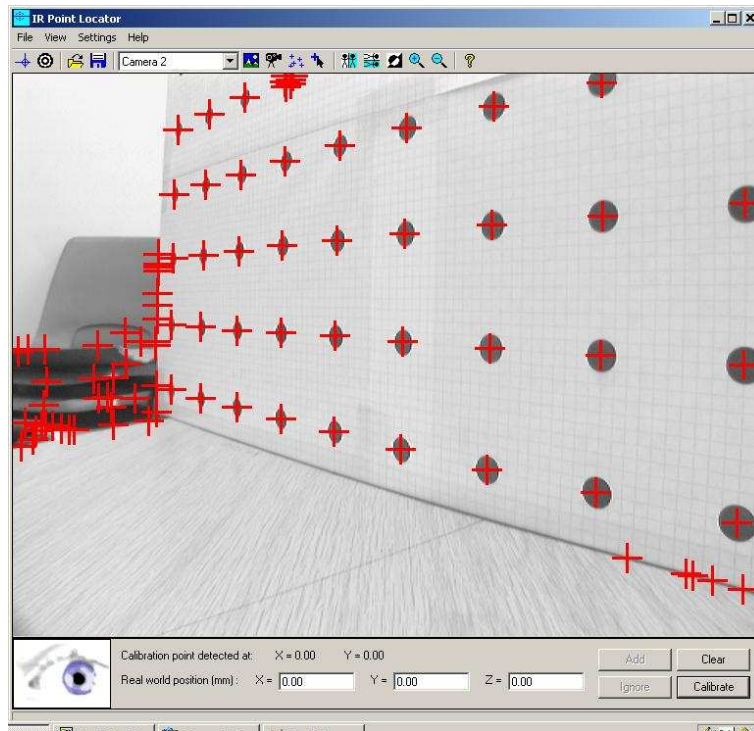 IR Point Locator
File View Settings Help
Camera 2
Calibration point detected at: X = 0.00 Y = 0.00
Real world position (mm) : X = 0.00 Y = 0.00 Z = 0.00
Add Clear
Ignore Calibrate